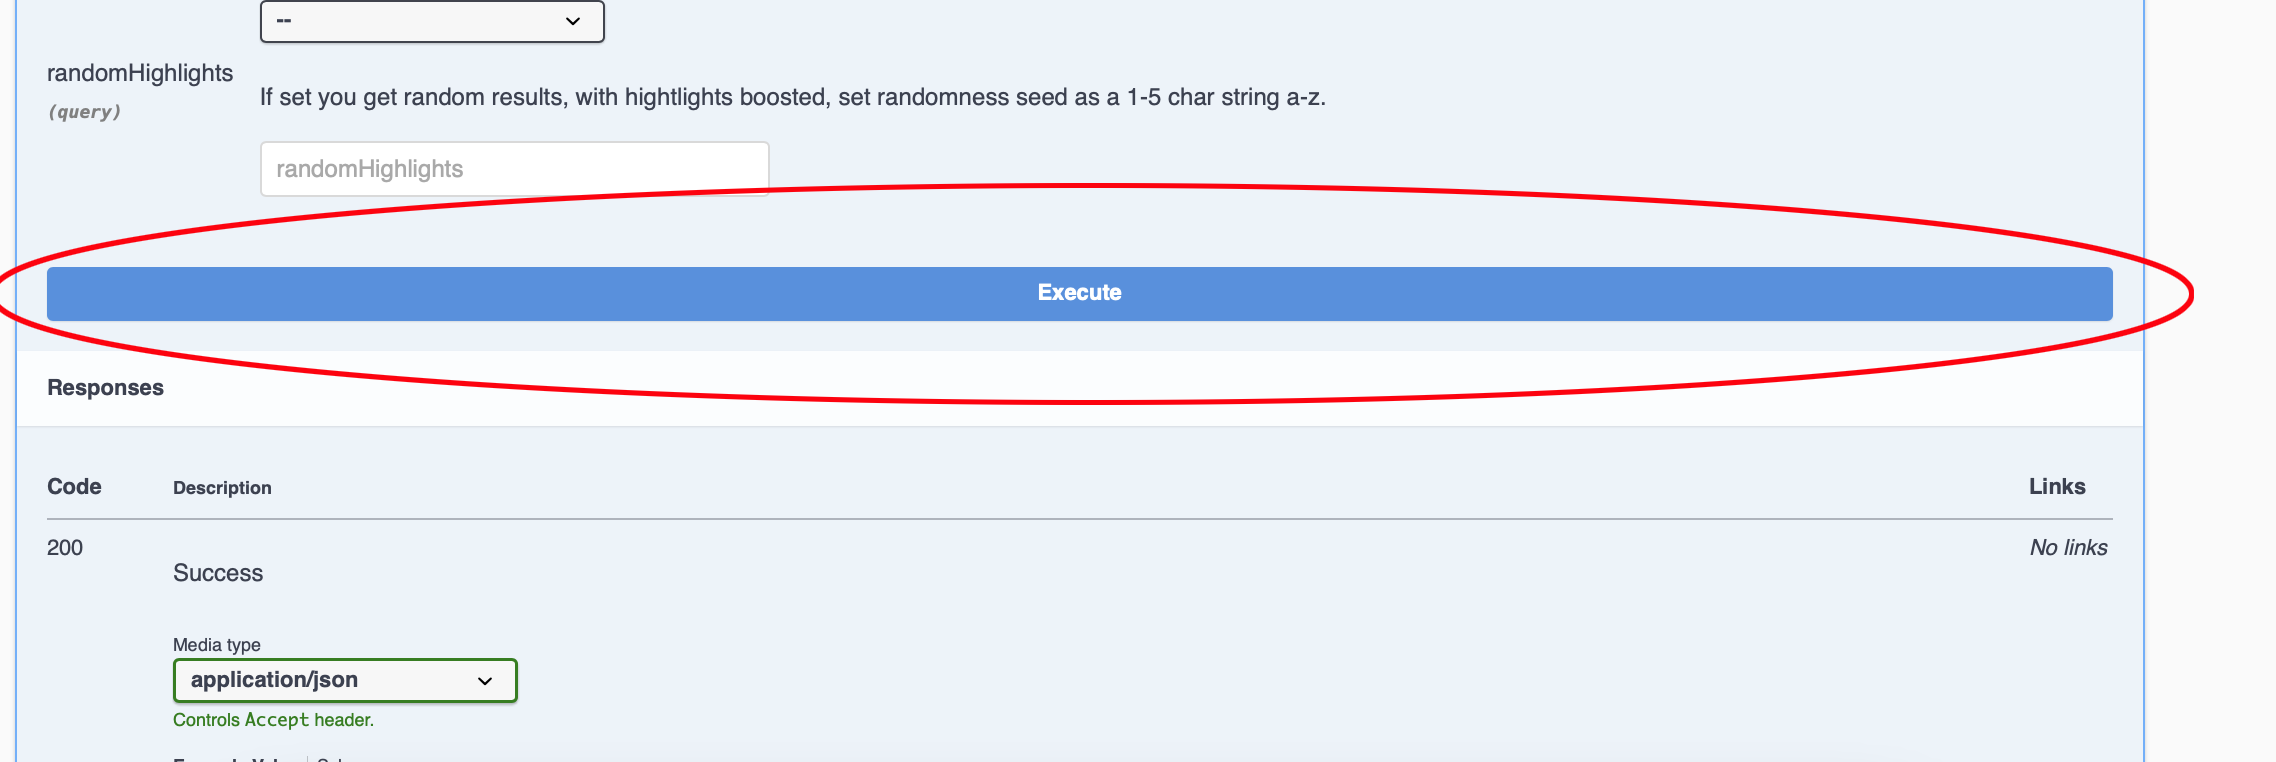 --
randomHighlights
(query)
If set you get random results, with hightlights boosted, set randomness seed as a 1-5 char string a-z.
randomHighlights
Execute
Responses
Code Description Links
200 No links
Success
Media type
application/json
Controls Accept header.